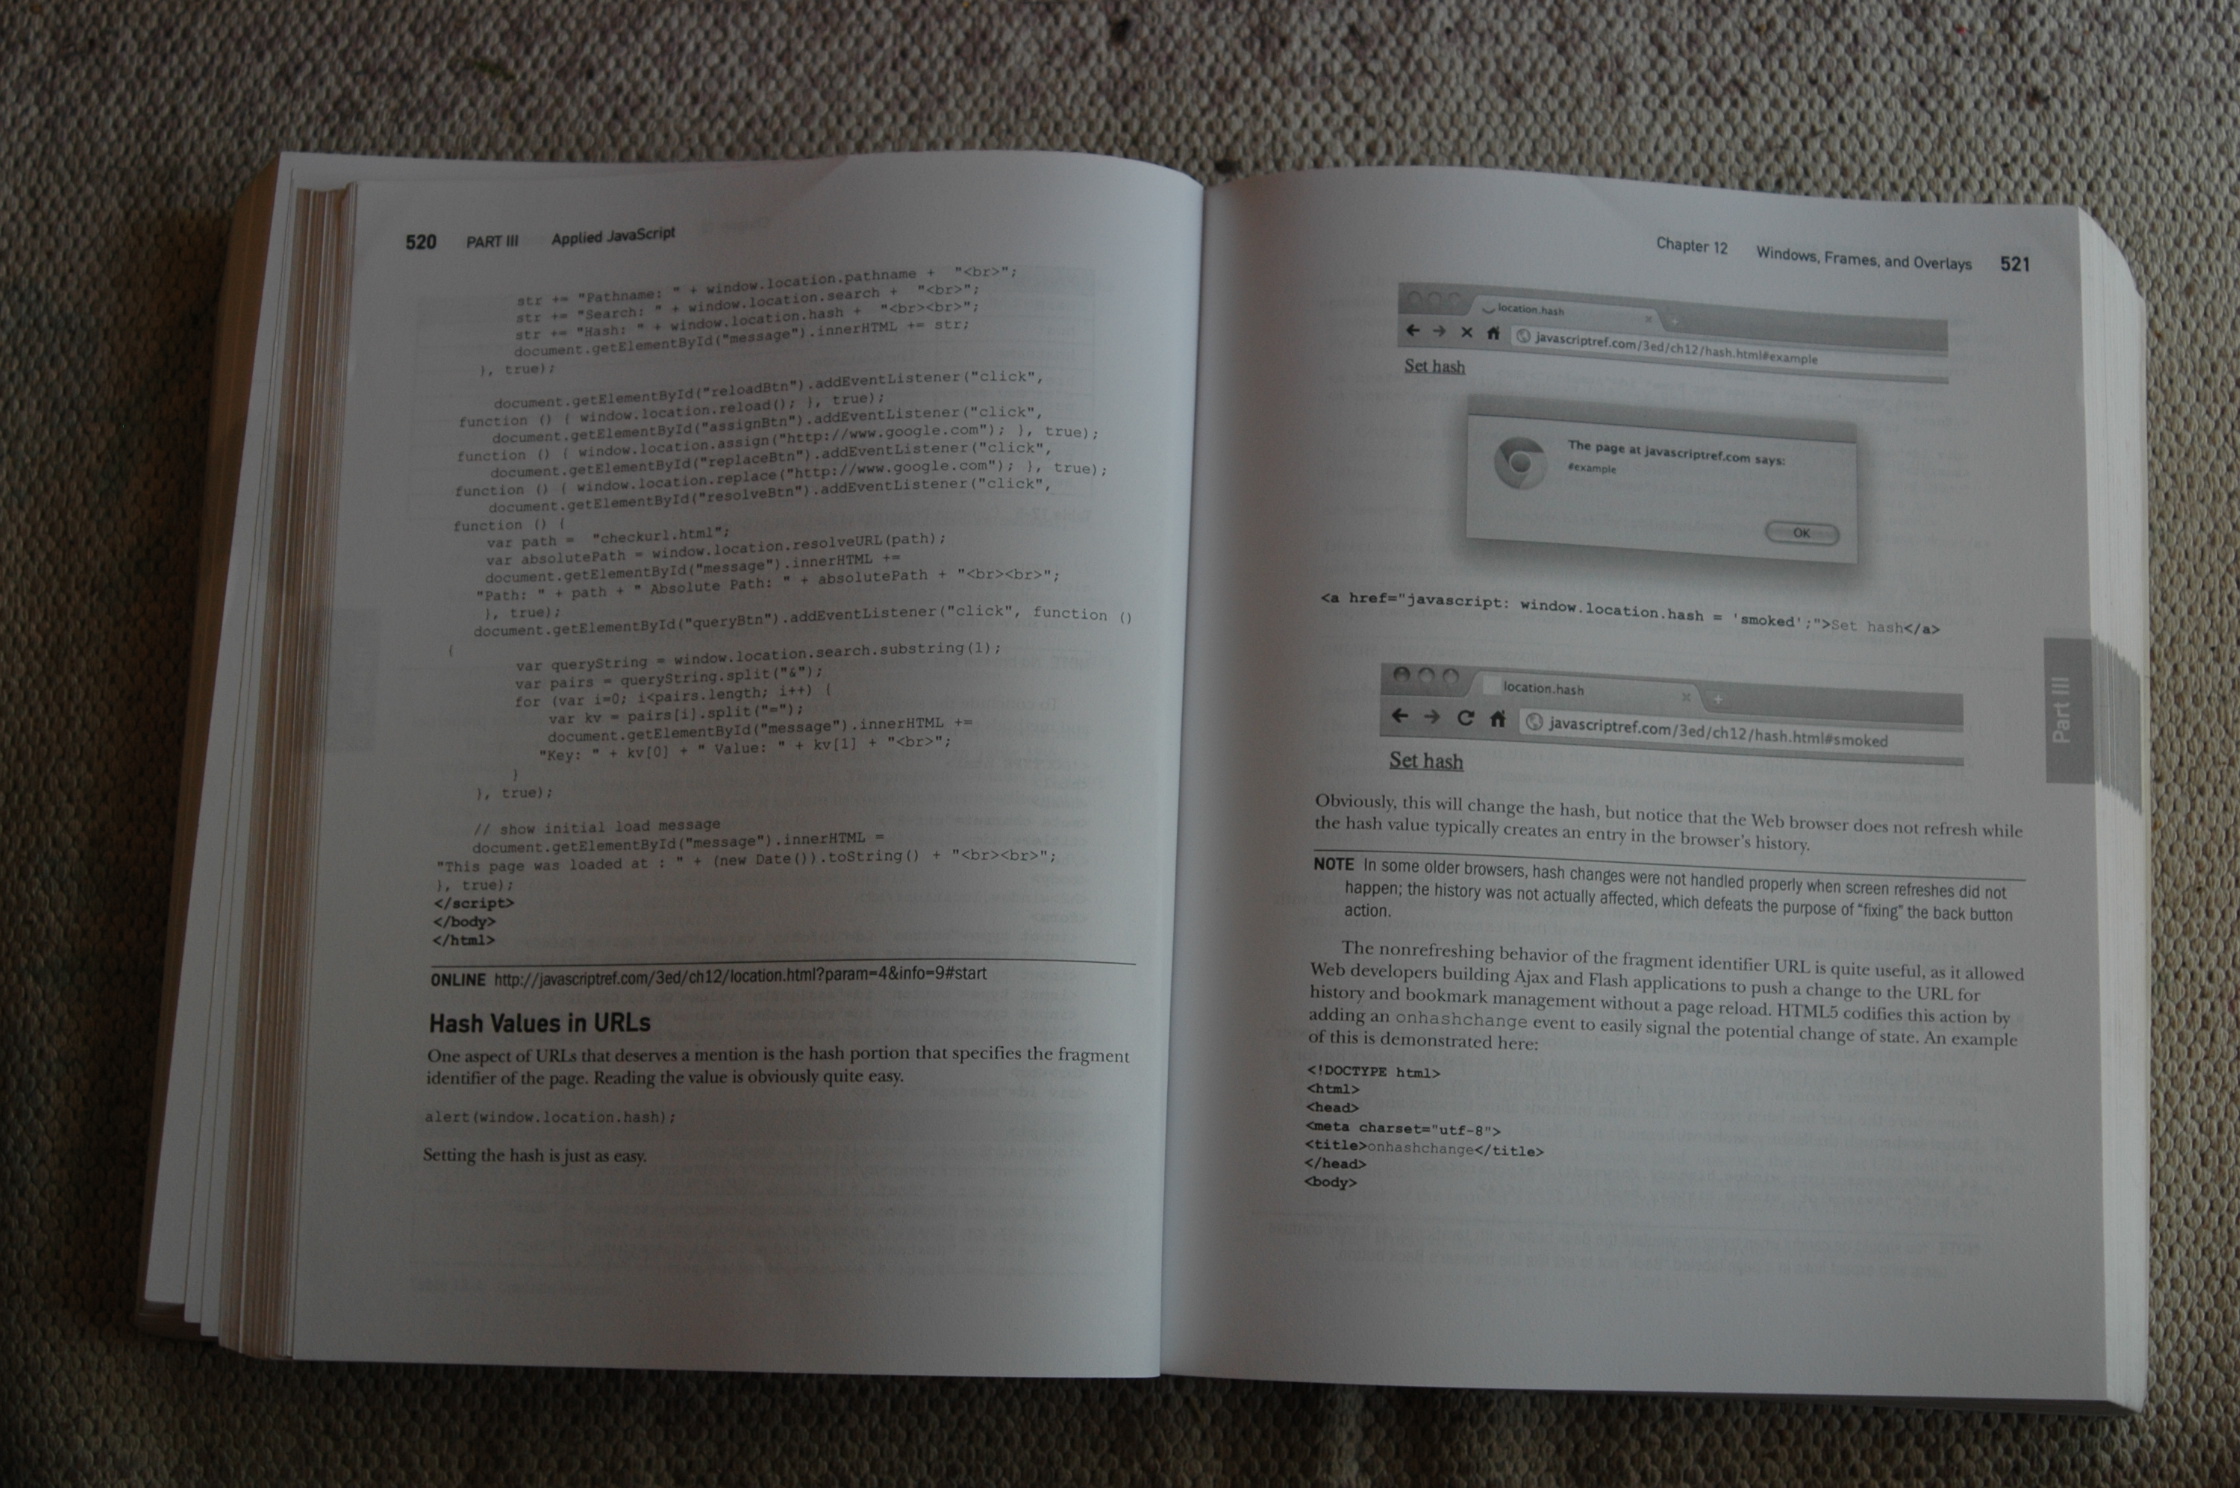 520 PART III Applied JavaScript
str += "Pathname: " + window.location.pathname + "<br>";
str += "Search: " + window.location.search + "<br>";
str += "Hash: " + window.location.hash + "<br><br>";
document.getElementById("message").innerHTML += str;
}, true);
document.getElementById("reloadBtn").addEventListener("click",
function () { window.location.reload(); }, true);
document.getElementById("assignBtn").addEventListener("click",
function () { window.location.assign("http://www.google.com"); }, true);
document.getElementById("replaceBtn").addEventListener("click",
function () { window.location.replace("http://www.google.com"); }, true);
document.getElementById("resolveBtn").addEventListener("click",
function () {
var path = "checkurl.html";
var absolutePath = window.location.resolveURL(path);
document.getElementById("message").innerHTML +=
"Path: " + path + " Absolute Path: " + absolutePath + "<br><br>";
}, true);
document.getElementById("queryBtn").addEventListener("click", function ()
{
var queryString = window.location.search.substring(1);
var pairs = queryString.split("&");
for (var i=0; i<pairs.length; i++) {
var kv = pairs[i].split("=");
document.getElementById("message").innerHTML +=
"Key: " + kv[0] + " Value: " + kv[1] + "<br>";
}
}, true);
// show initial load message
document.getElementById("message").innerHTML =
"This page was loaded at : " + (new Date()).toString() + "<br><br>";
}, true);
</script>
</body>
</html>
ONLINE http://javascriptref.com/3ed/ch12/location.html?param=4&info=9#start
Hash Values in URLs
One aspect of URLs that deserves a mention is the hash portion that specifies the fragment
identifier of the page. Reading the value is obviously quite easy.
alert(window.location.hash);
Setting the hash is just as easy.
Chapter 12 Windows, Frames, and Overlays 521
location.hash
javascriptref.com/3ed/ch12/hash.html#example
Set hash
The page at javascriptref.com says:
#example
OK
<a href="javascript: window.location.hash = 'smoked';">Set hash</a>
location.hash
javascriptref.com/3ed/ch12/hash.html#smoked
Set hash
Part III
Obviously, this will change the hash, but notice that the Web browser does not refresh while
the hash value typically creates an entry in the browser's history.
NOTE In some older browsers, hash changes were not handled properly when screen refreshes did not
happen; the history was not actually affected, which defeats the purpose of "fixing" the back button
action.
The nonrefreshing behavior of the fragment identifier URL is quite useful, as it allowed
Web developers building Ajax and Flash applications to push a change to the URL for
history and bookmark management without a page reload. HTML5 codifies this action by
adding an onhashchange event to easily signal the potential change of state. An example
of this is demonstrated here:
<!DOCTYPE html>
<html>
<head>
<meta charset="utf-8">
<title>onhashchange</title>
</head>
<body>